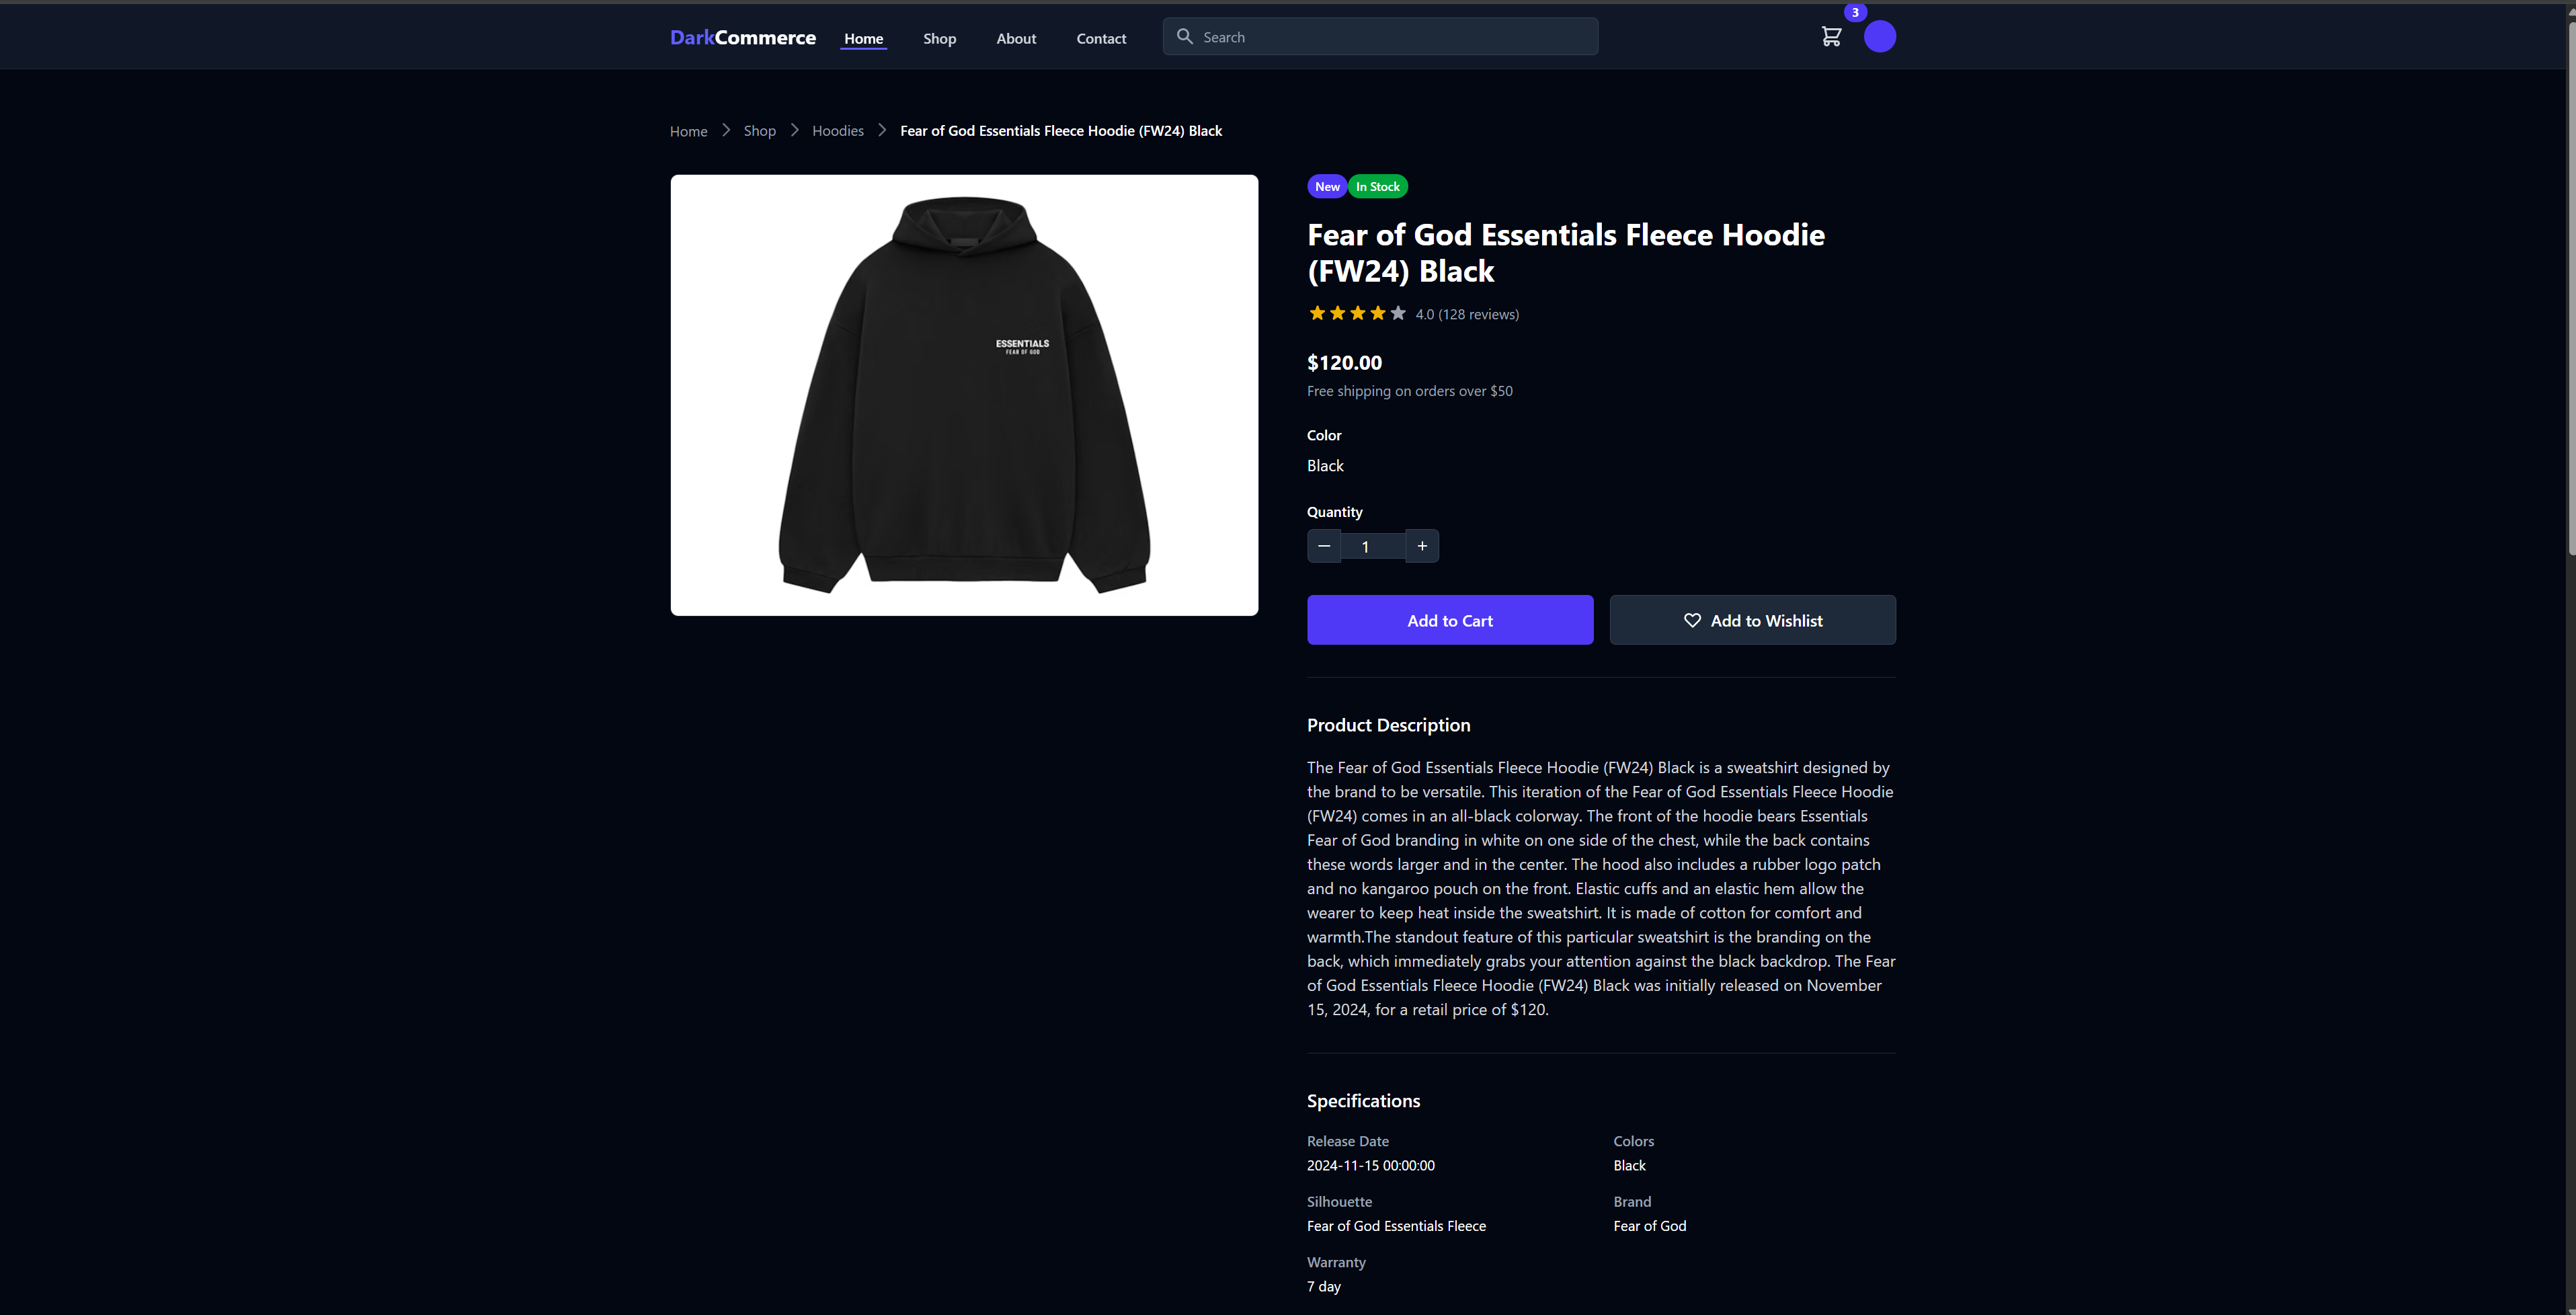 DarkCommerce
Home
Shop
About
Contact
Search
3
Home
Shop
Hoodies
Fear of God Essentials Fleece Hoodie (FW24) Black
ESSENTIALS
FEAR OF GOD
New
In Stock
Fear of God Essentials Fleece Hoodie
(FW24) Black
4.0 (128 reviews)
$120.00
Free shipping on orders over $50
Color
Black
Quantity
1
Add to Cart
Add to Wishlist
Product Description
The Fear of God Essentials Fleece Hoodie (FW24) Black is a sweatshirt designed by
the brand to be versatile. This iteration of the Fear of God Essentials Fleece Hoodie
(FW24) comes in an all-black colorway. The front of the hoodie bears Essentials
Fear of God branding in white on one side of the chest, while the back contains
these words larger and in the center. The hood also includes a rubber logo patch
and no kangaroo pouch on the front. Elastic cuffs and an elastic hem allow the
wearer to keep heat inside the sweatshirt. It is made of cotton for comfort and
warmth.The standout feature of this particular sweatshirt is the branding on the
back, which immediately grabs your attention against the black backdrop. The Fear
of God Essentials Fleece Hoodie (FW24) Black was initially released on November
15, 2024, for a retail price of $120.
Specifications
Release Date
2024-11-15 00:00:00
Colors
Black
Silhouette
Fear of God Essentials Fleece
Brand
Fear of God
Warranty
7 day